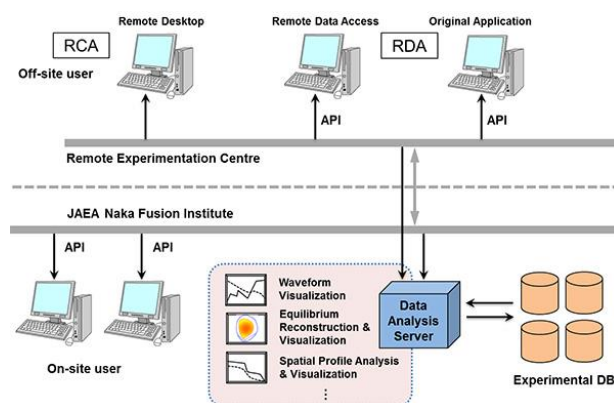 Remote Desktop
Remote Data Access
Original Application
RCA
RDA
Off-site user
API
API
Remote Experimentation Centre
JAEA Naka Fusion Institute
API
API
Waveform
Visualization
Equilibrium
Reconstruction &
Visualization
Spatial Profile Analysis
& Visualization
⋮
Data
Analysis
Server
On-site user
Experimental DB